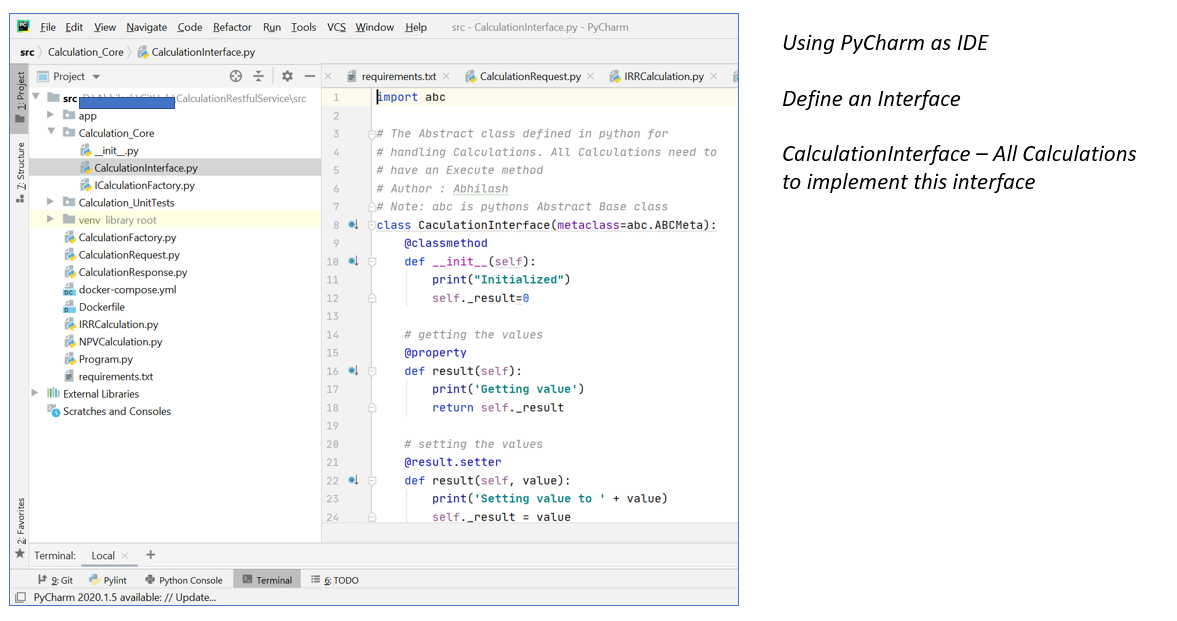 File Edit View Navigate Code Refactor Run Tools VCS Window Help src - CalculationInterface.py - PyCharm
src Calculation_Core CalculationInterface.py
Project
requirements.txt CalculationRequest.py IRRCalculation.py
1: Project
7: Structure
2: Favorites
src CalculationRestfulService\src
app
Calculation_Core
__init__.py
CalculationInterface.py
ICalculationFactory.py
Calculation_UnitTests
venv library root
CalculationFactory.py
CalculationRequest.py
CalculationResponse.py
docker-compose.yml
Dockerfile
IRRCalculation.py
NPVCalculation.py
Program.py
requirements.txt
External Libraries
Scratches and Consoles
1 import abc
2
3 # The Abstract class defined in python for
4 # handling Calculations. All Calculations need to
5 # have an Execute method
6 # Author : Abhilash
7 # Note: abc is pythons Abstract Base class
8 class CaculationInterface(metaclass=abc.ABCMeta):
9 @classmethod
10 def __init__(self):
11 print("Initialized")
12 self._result=0
13
14 # getting the values
15 @property
16 def result(self):
17 print('Getting value')
18 return self._result
19
20 # setting the values
21 @result.setter
22 def result(self, value):
23 print('Setting value to ' + value)
24 self._result = value
Terminal: Local +
9: Git Pylint Python Console Terminal 6: TODO
PyCharm 2020.1.5 available: // Update...
Using PyCharm as IDE
Define an Interface
CalculationInterface – All Calculations
to implement this interface